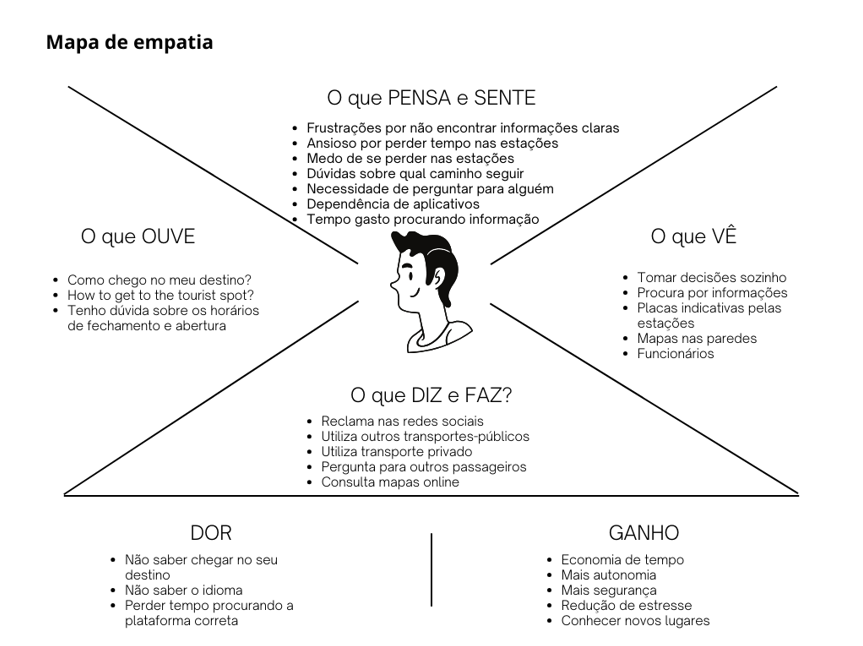 Mapa de empatia
O que PENSA e SENTE
• Frustrações por não encontrar informações claras
• Ansioso por perder tempo nas estações
• Medo de se perder nas estações
• Dúvidas sobre qual caminho seguir
• Necessidade de perguntar para alguém
• Dependência de aplicativos
• Tempo gasto procurando informação
O que OUVE
• Como chego no meu destino?
• How to get to the tourist spot?
• Tenho dúvida sobre os horários
de fechamento e abertura
O que VÊ
• Tomar decisões sozinho
• Procura por informações
• Placas indicativas pelas
estações
• Mapas nas paredes
• Funcionários
O que DIZ e FAZ?
• Reclama nas redes sociais
• Utiliza outros transportes-públicos
• Utiliza transporte privado
• Pergunta para outros passageiros
• Consulta mapas online
DOR
• Não saber chegar no seu
destino
• Não saber o idioma
• Perder tempo procurando a
plataforma correta
GANHO
• Economia de tempo
• Mais autonomia
• Mais segurança
• Redução de estresse
• Conhecer novos lugares